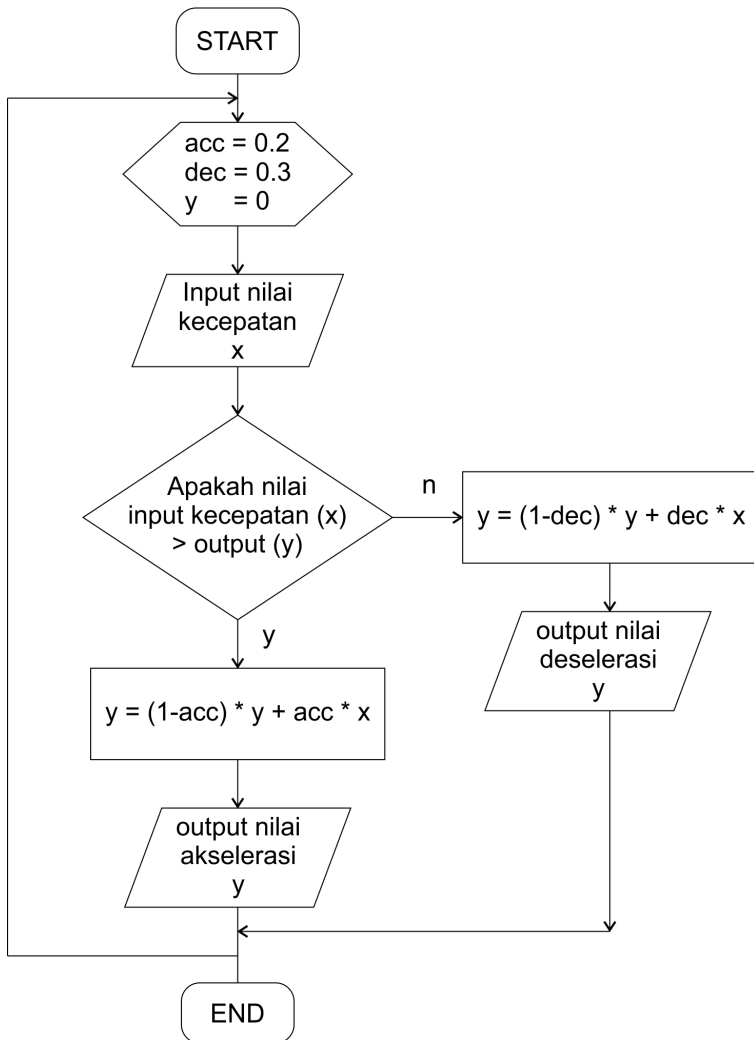 START
acc = 0.2
dec = 0.3
y = 0
Input nilai
kecepatan
x
Apakah nilai
input kecepatan (x)
> output (y)
n
y = (1-dec) * y + dec * x
output nilai
deselerasi
y
y
y = (1-acc) * y + acc * x
output nilai
akselerasi
y
END